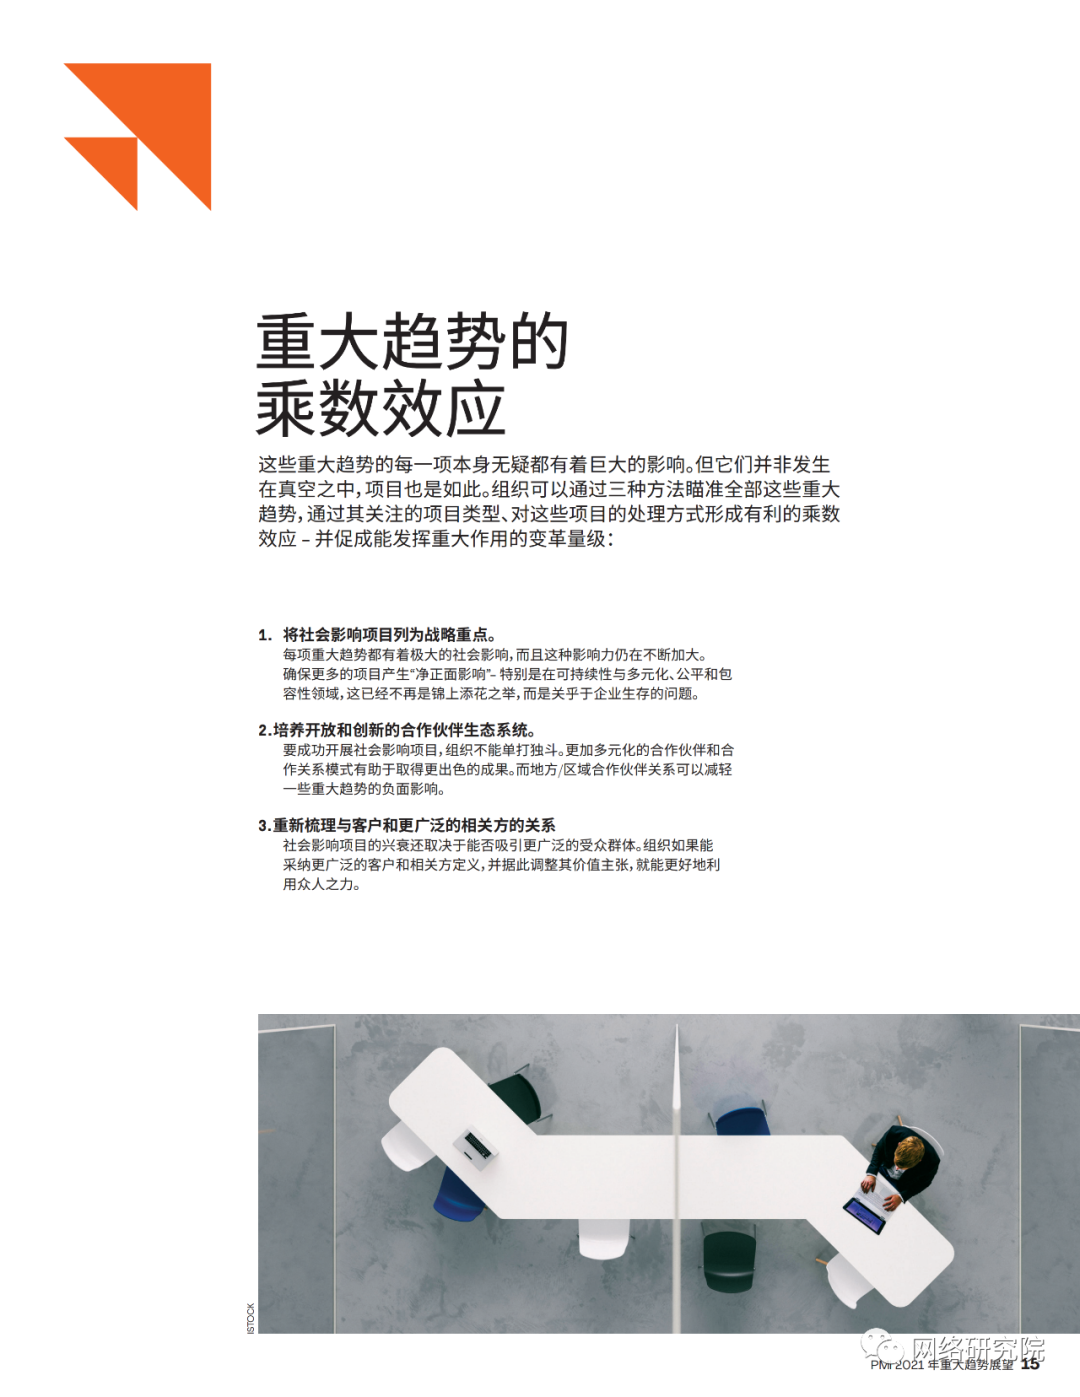 重大趋势的
乘数效应
这些重大趋势的每一项本身无疑都有着巨大的影响。但它们并非发生
在真空之中，项目也是如此。组织可以通过三种方法瞄准全部这些重大
趋势，通过其关注的项目类型、对这些项目的处理方式形成有利的乘数
效应 – 并促成能发挥重大作用的变革量级：
1. 将社会影响项目列为战略重点。
每项重大趋势都有着极大的社会影响，而且这种影响力仍在不断加大。
确保更多的项目产生“净正面影响”– 特别是在可持续性与多元化、公平和包
容性领域，这已经不再是锦上添花之举，而是关乎于企业生存的问题。
2.培养开放和创新的合作伙伴生态系统。
要成功开展社会影响项目，组织不能单打独斗。更加多元化的合作伙伴和合
作关系模式有助于取得更出色的成果。而地方/区域合作伙伴关系可以减轻
一些重大趋势的负面影响。
3.重新梳理与客户和更广泛的相关方的关系
社会影响项目的兴衰还取决于能否吸引更广泛的受众群体。组织如果能
采纳更广泛的客户和相关方定义，并据此调整其价值主张，就能更好地利
用众人之力。
ISTOCK
网络研究院
PMI 2021 年重大趋势展望 15